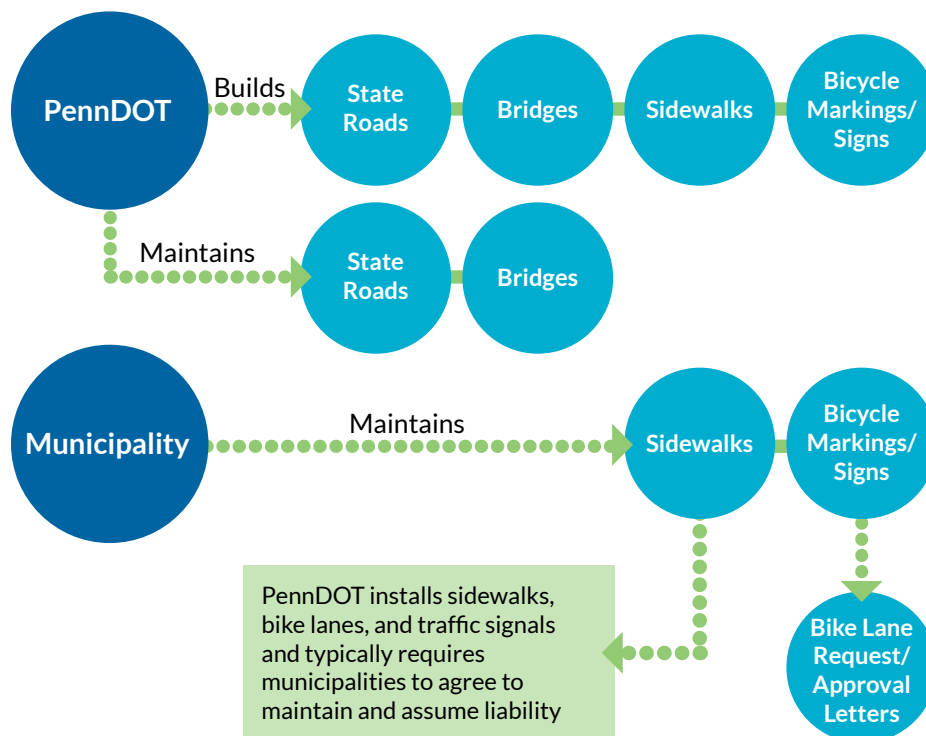 PennDOT
Builds
State
Roads
Bridges
Sidewalks
Bicycle
Markings/
Signs
Maintains
State
Roads
Bridges
Municipality
Maintains
Sidewalks
Bicycle
Markings/
Signs
PennDOT installs sidewalks,
bike lanes, and traffic signals
and typically requires
municipalities to agree to
maintain and assume liability
Bike Lane
Request/
Approval
Letters